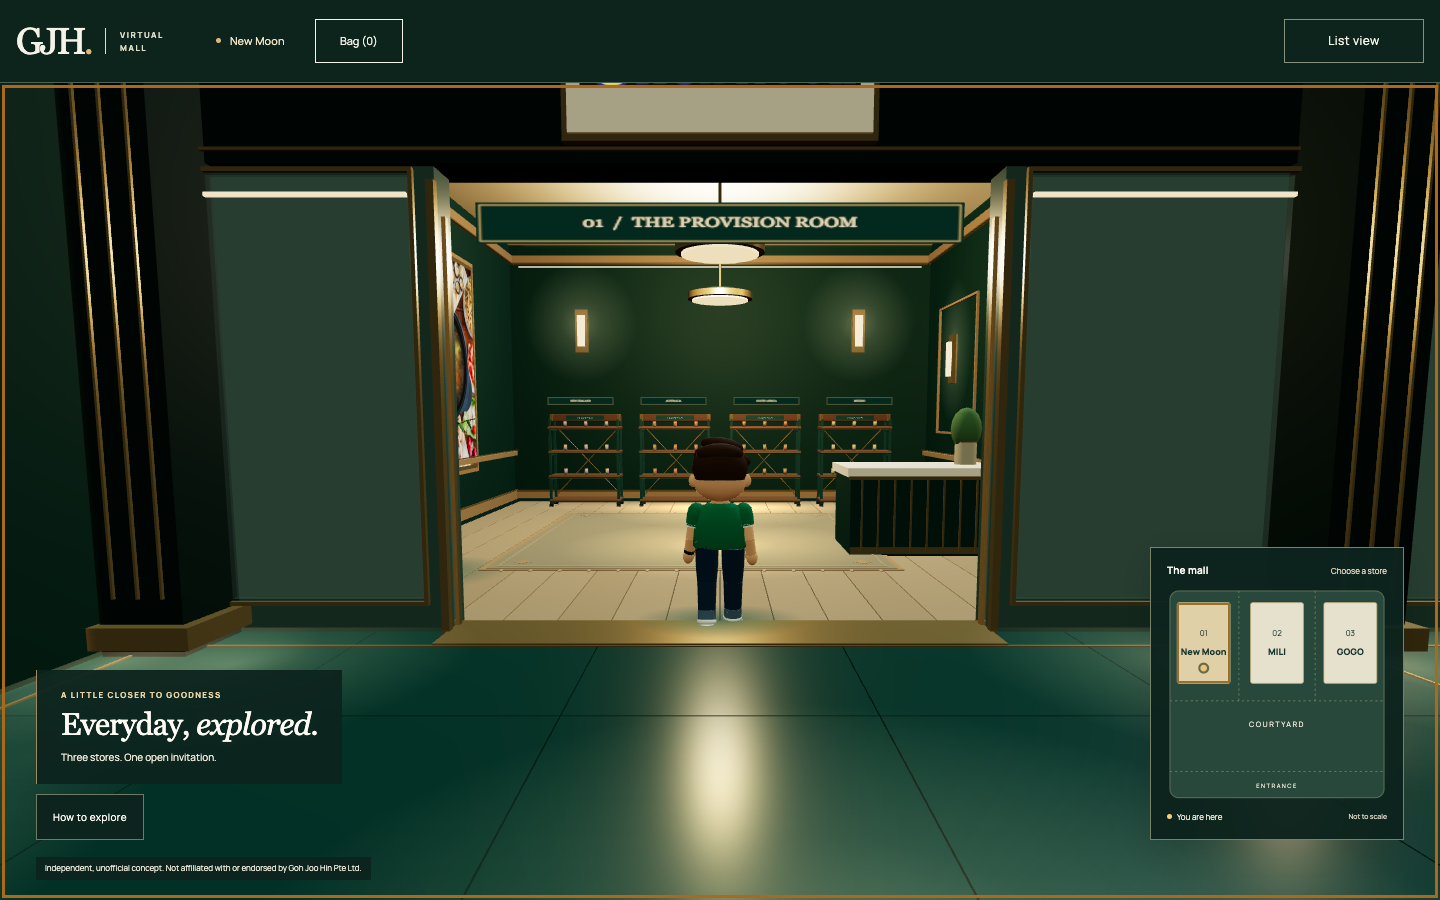 GJH.
VIRTUAL
MALL
New Moon
Bag (0)
List view
01 / THE PROVISION ROOM
A LITTLE CLOSER TO GOODNESS
Everyday, explored.
Three stores. One open invitation.
How to explore
Independent, unofficial concept. Not affiliated with or endorsed by Goh Joo Hin Pte Ltd.
The mall
Choose a store
01
New Moon
02
MILI
03
GOGO
COURTYARD
ENTRANCE
You are here
Not to scale